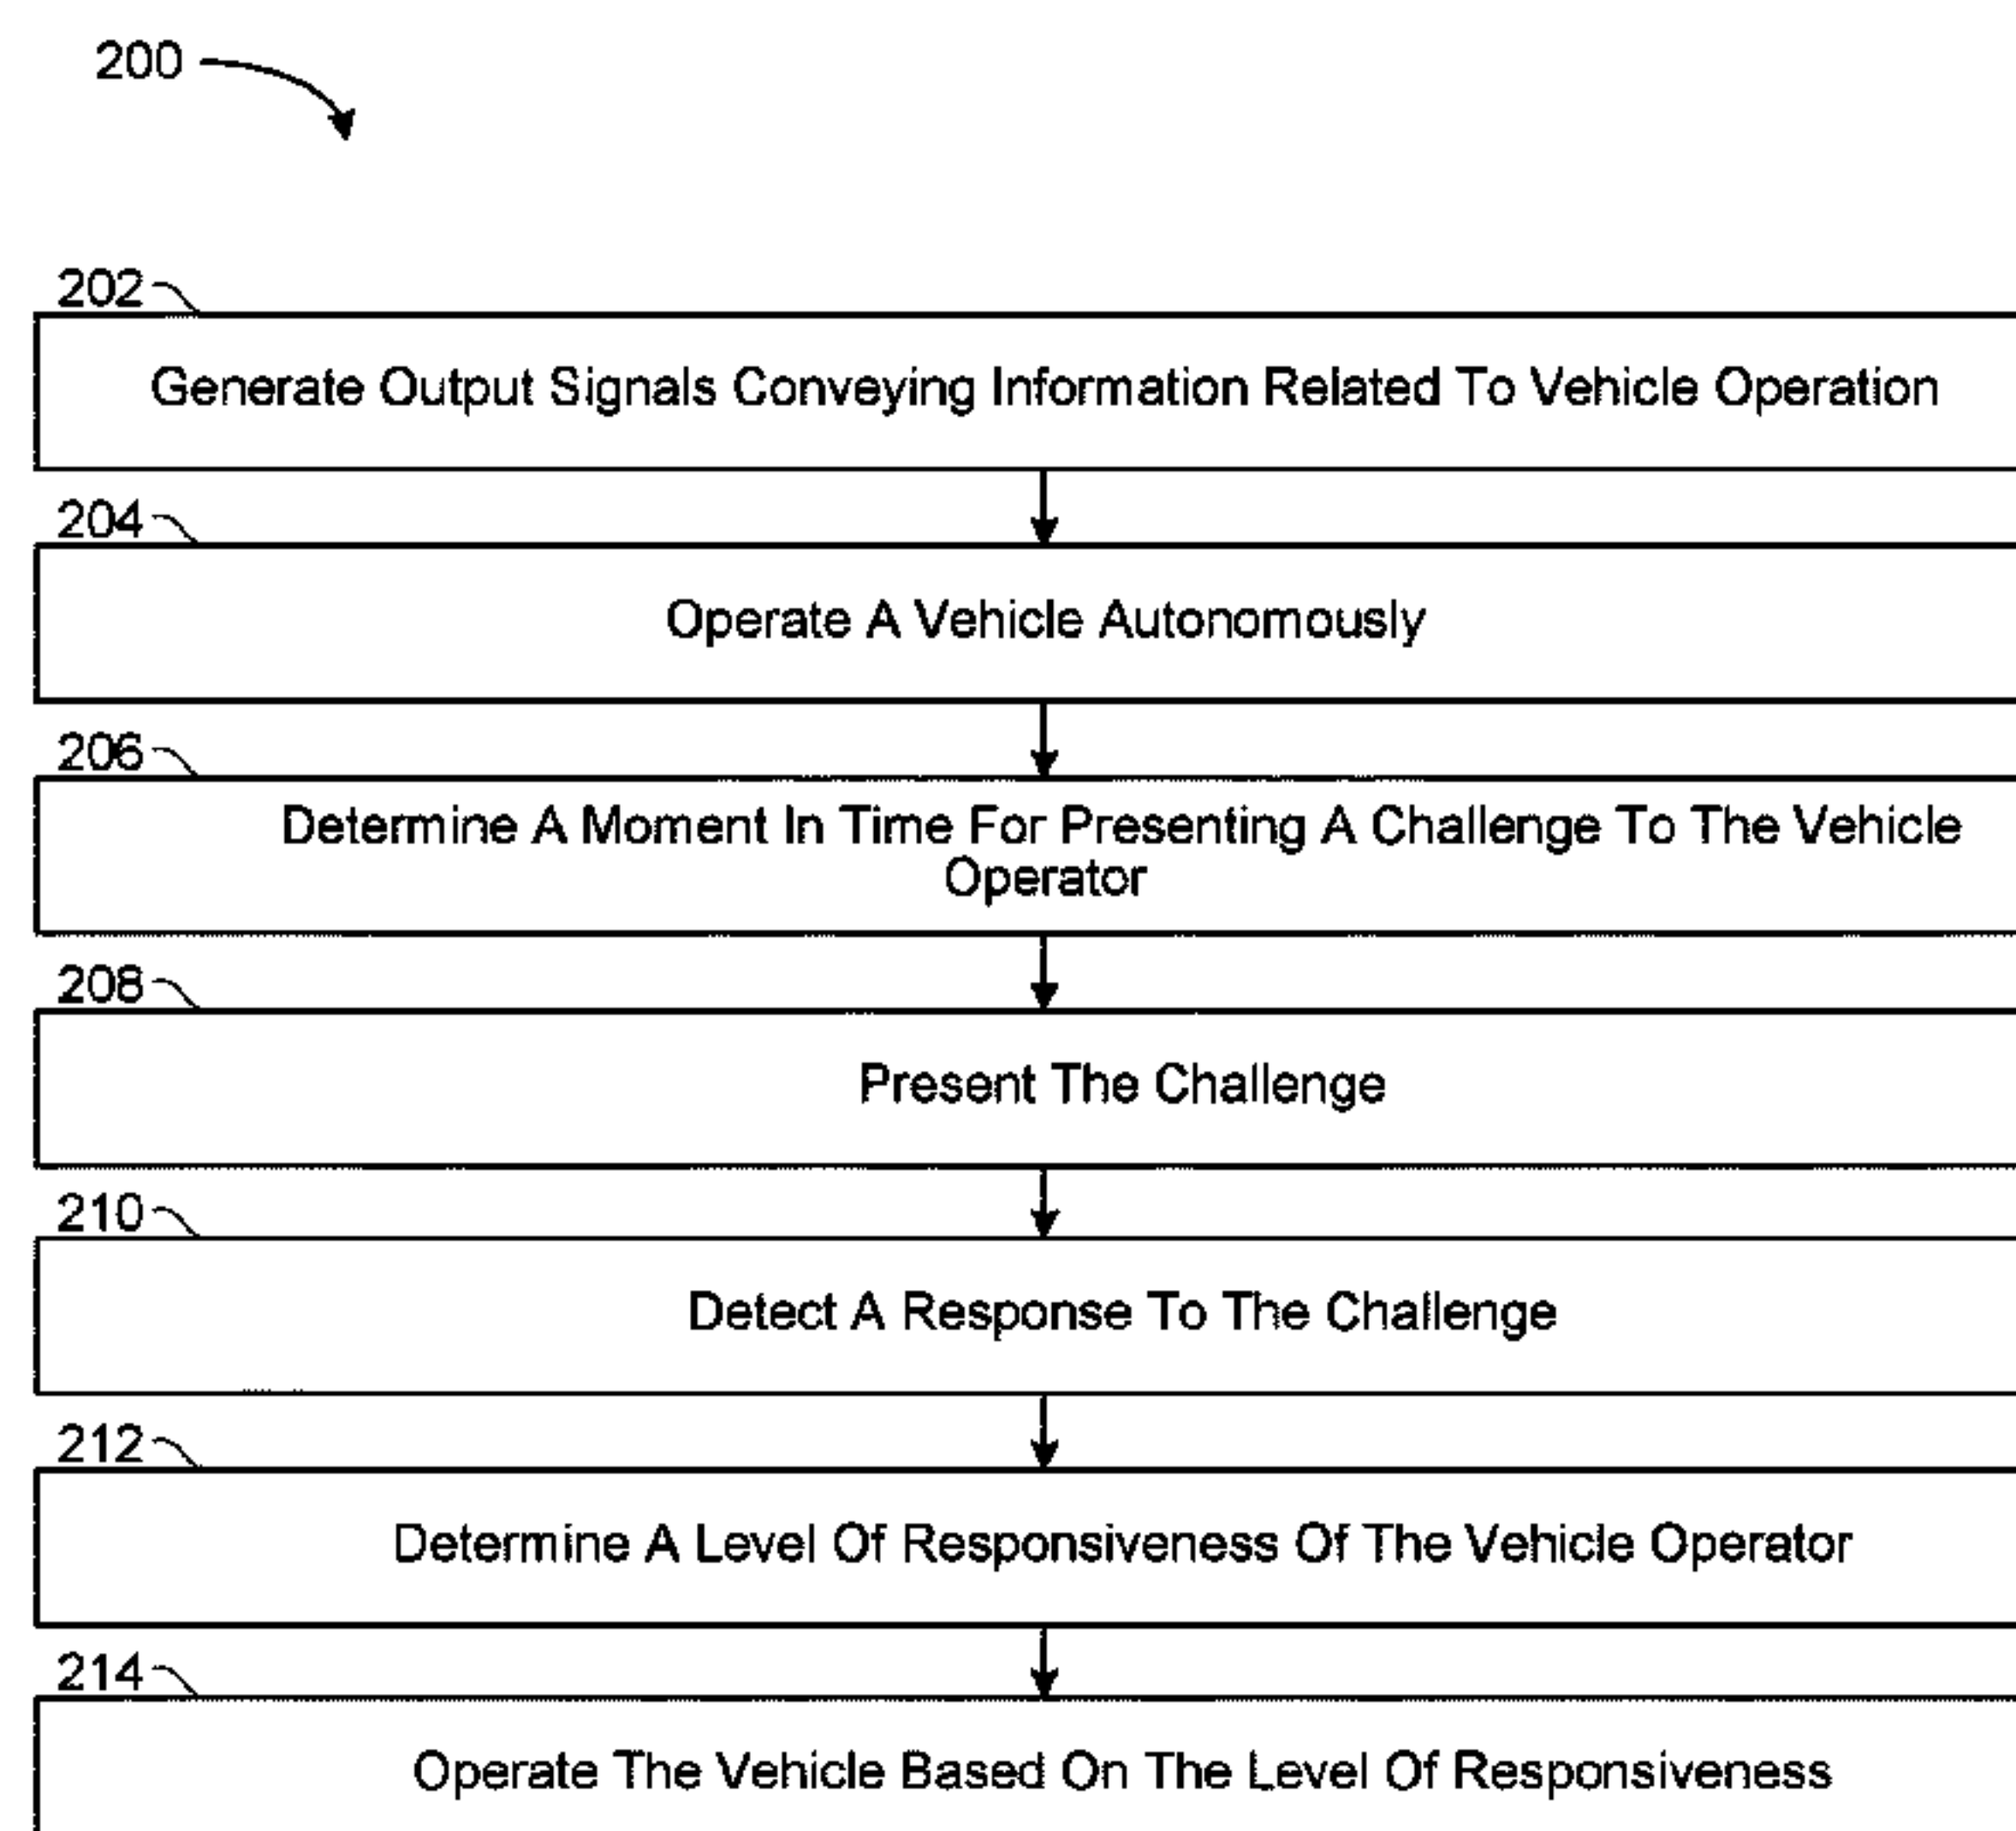 200
202
Generate Output Signals Conveying Information Related To Vehicle Operation
204
Operate A Vehicle Autonomously
206
Determine A Moment In Time For Presenting A Challenge To The Vehicle
Operator
208
Present The Challenge
210
Detect A Response To The Challenge
212
Determine A Level Of Responsiveness Of The Vehicle Operator
214
Operate The Vehicle Based On The Level Of Responsiveness